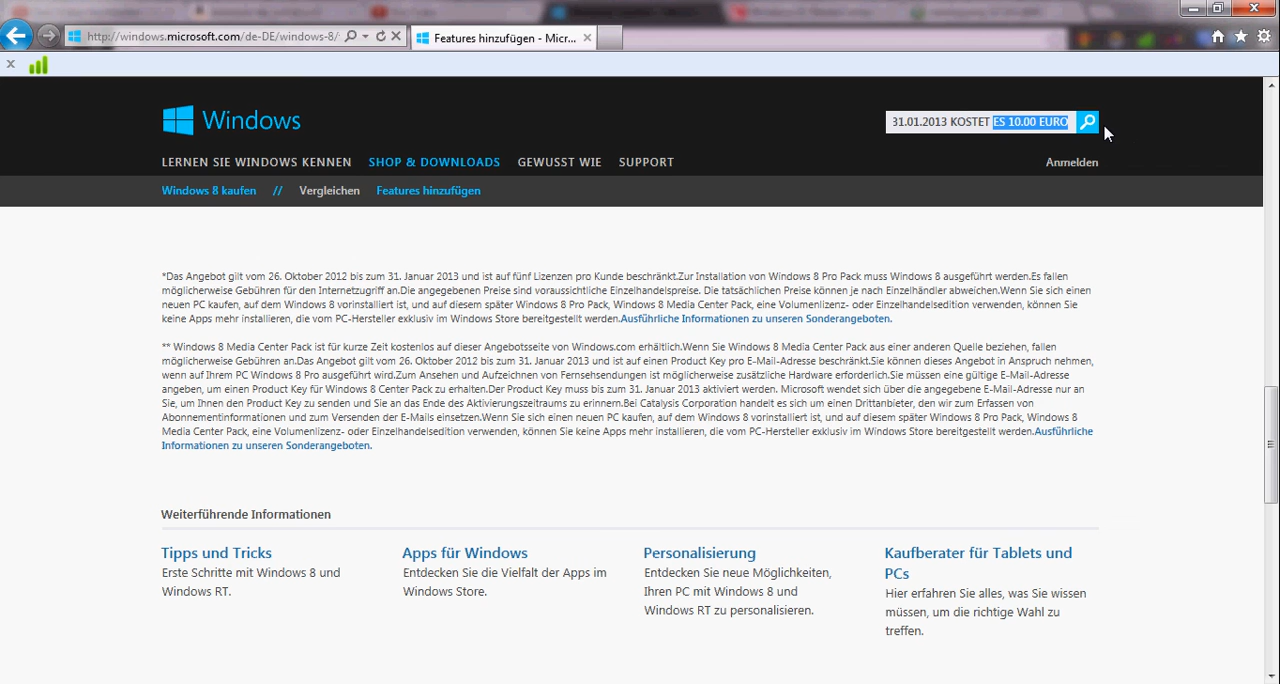 http://windows.microsoft.com/de-DE/windows-8/
Features hinzufügen - Micr...
Windows
31.01.2013 KOSTET ES 10.00 EURO
LERNEN SIE WINDOWS KENNEN SHOP & DOWNLOADS GEWUSST WIE SUPPORT
Anmelden
Windows 8 kaufen // Vergleichen Features hinzufügen
*Das Angebot gilt vom 26. Oktober 2012 bis zum 31. Januar 2013 und ist auf fünf Lizenzen pro Kunde beschränkt.Zur Installation von Windows 8 Pro Pack muss Windows 8 ausgeführt werden.Es fallen
möglicherweise Gebühren für den Internetzugriff an.Die angegebenen Preise sind voraussichtliche Einzelhandelspreise. Die tatsächlichen Preise können je nach Einzelhändler abweichen.Wenn Sie sich einen
neuen PC kaufen, auf dem Windows 8 vorinstalliert ist, und auf diesem später Windows 8 Pro Pack, Windows 8 Media Center Pack, eine Volumenlizenz- oder Einzelhandelsedition verwenden, können Sie
keine Apps mehr installieren, die vom PC-Hersteller exklusiv im Windows Store bereitgestellt werden.Ausführliche Informationen zu unseren Sonderangeboten.
** Windows 8 Media Center Pack ist für kurze Zeit kostenlos auf dieser Angebotsseite von Windows.com erhältlich.Wenn Sie Windows 8 Media Center Pack aus einer anderen Quelle beziehen, fallen
möglicherweise Gebühren an.Das Angebot gilt vom 26. Oktober 2012 bis zum 31. Januar 2013 und ist auf einen Product Key pro E-Mail-Adresse beschränkt.Sie können dieses Angebot in Anspruch nehmen,
wenn auf Ihrem PC Windows 8 Pro ausgeführt wird.Zum Ansehen und Aufzeichnen von Fernsehsendungen ist möglicherweise zusätzliche Hardware erforderlich.Sie müssen eine gültige E-Mail-Adresse
angeben, um einen Product Key für Windows 8 Center Pack zu erhalten.Der Product Key muss bis zum 31. Januar 2013 aktiviert werden. Microsoft wendet sich über die angegebene E-Mail-Adresse nur an
Sie, um Ihnen den Product Key zu senden und Sie an das Ende des Aktivierungszeitraums zu erinnern.Bei Catalysis Corporation handelt es sich um einen Drittanbieter, den wir zum Erfassen von
Abonnementinformationen und zum Versenden der E-Mails einsetzen.Wenn Sie sich einen neuen PC kaufen, auf dem Windows 8 vorinstalliert ist, und auf diesem später Windows 8 Pro Pack, Windows 8
Media Center Pack, eine Volumenlizenz- oder Einzelhandelsedition verwenden, können Sie keine Apps mehr installieren, die vom PC-Hersteller exklusiv im Windows Store bereitgestellt werden.Ausführliche
Informationen zu unseren Sonderangeboten.
Weiterführende Informationen
Tipps und Tricks
Erste Schritte mit Windows 8 und
Windows RT.
Apps für Windows
Entdecken Sie die Vielfalt der Apps im
Windows Store.
Personalisierung
Entdecken Sie neue Möglichkeiten,
Ihren PC mit Windows 8 und
Windows RT zu personalisieren.
Kaufberater für Tablets und
PCs
Hier erfahren Sie alles, was Sie wissen
müssen, um die richtige Wahl zu
treffen.